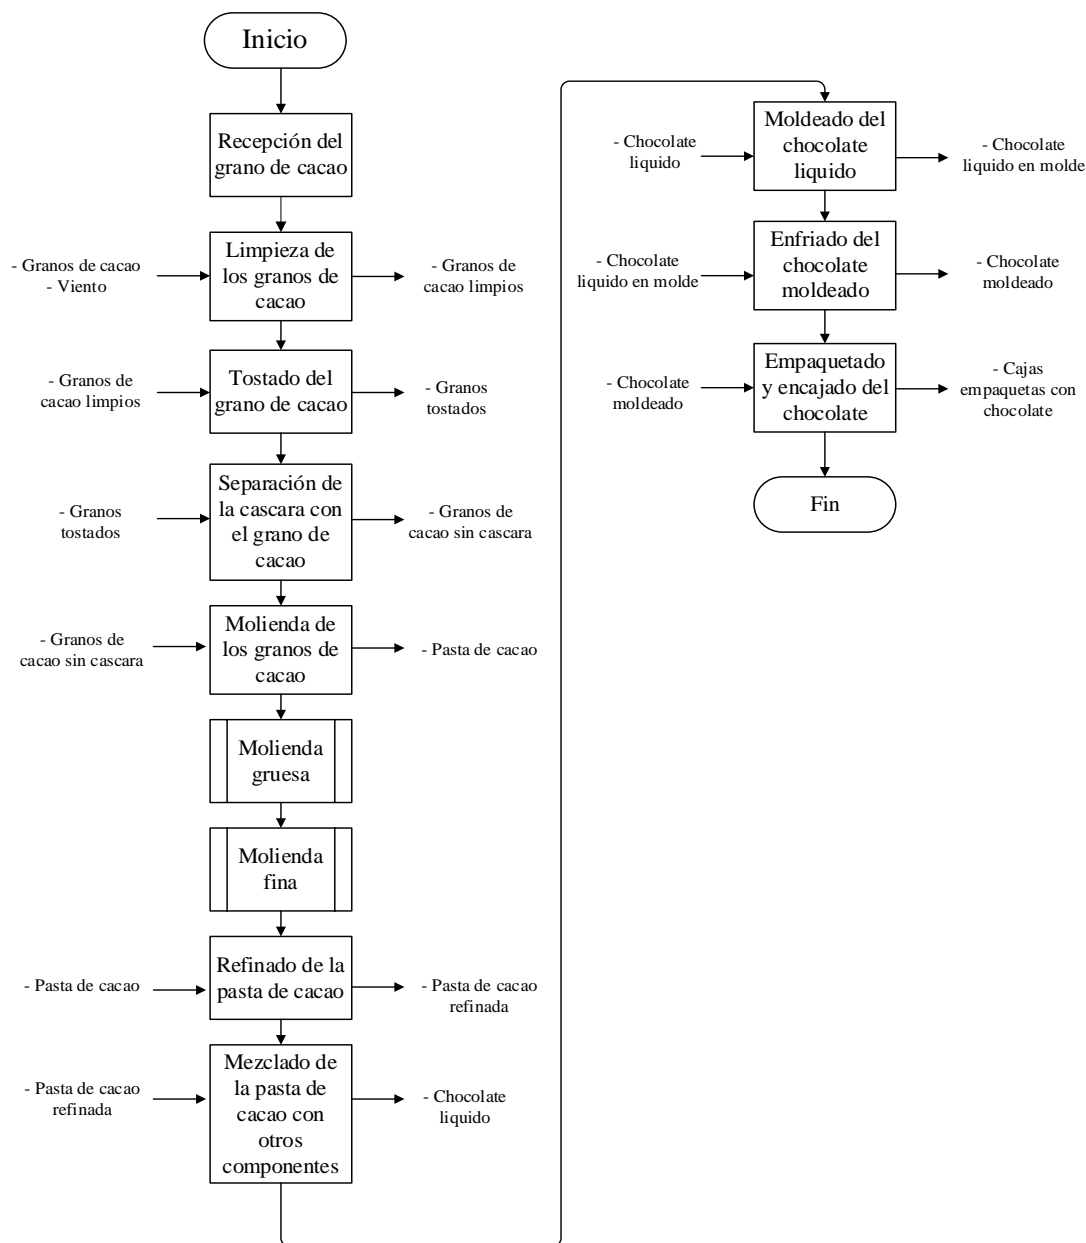 Inicio
Recepción del
grano de cacao
- Granos de cacao
- Viento
Limpieza de
los granos de
cacao
- Granos de
cacao limpios
- Granos de
cacao limpios
Tostado del
grano de cacao
- Granos
tostados
- Granos
tostados
Separación de
la cascara con
el grano de
cacao
- Granos de
cacao sin cascara
- Granos de
cacao sin cascara
Molienda de
los granos de
cacao
- Pasta de cacao
Molienda
gruesa
Molienda
fina
- Pasta de cacao
Refinado de la
pasta de cacao
- Pasta de cacao
refinada
- Pasta de cacao
refinada
Mezclado de
la pasta de
cacao con
otros
componentes
- Chocolate
liquido
- Chocolate
liquido
Moldeado del
chocolate
liquido
- Chocolate
liquido en molde
- Chocolate
liquido en molde
Enfriado del
chocolate
moldeado
- Chocolate
moldeado
- Chocolate
moldeado
Empaquetado
y encajado del
chocolate
- Cajas
empaquetas con
chocolate
Fin